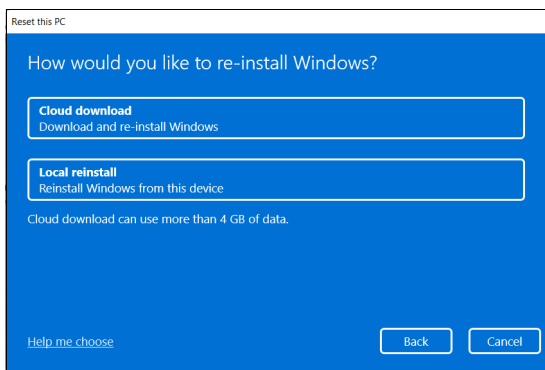 Reset this PC
How would you like to re-install Windows?
Cloud download
Download and re-install Windows
Local reinstall
Reinstall Windows from this device
Cloud download can use more than 4 GB of data.
Help me choose
Back
Cancel